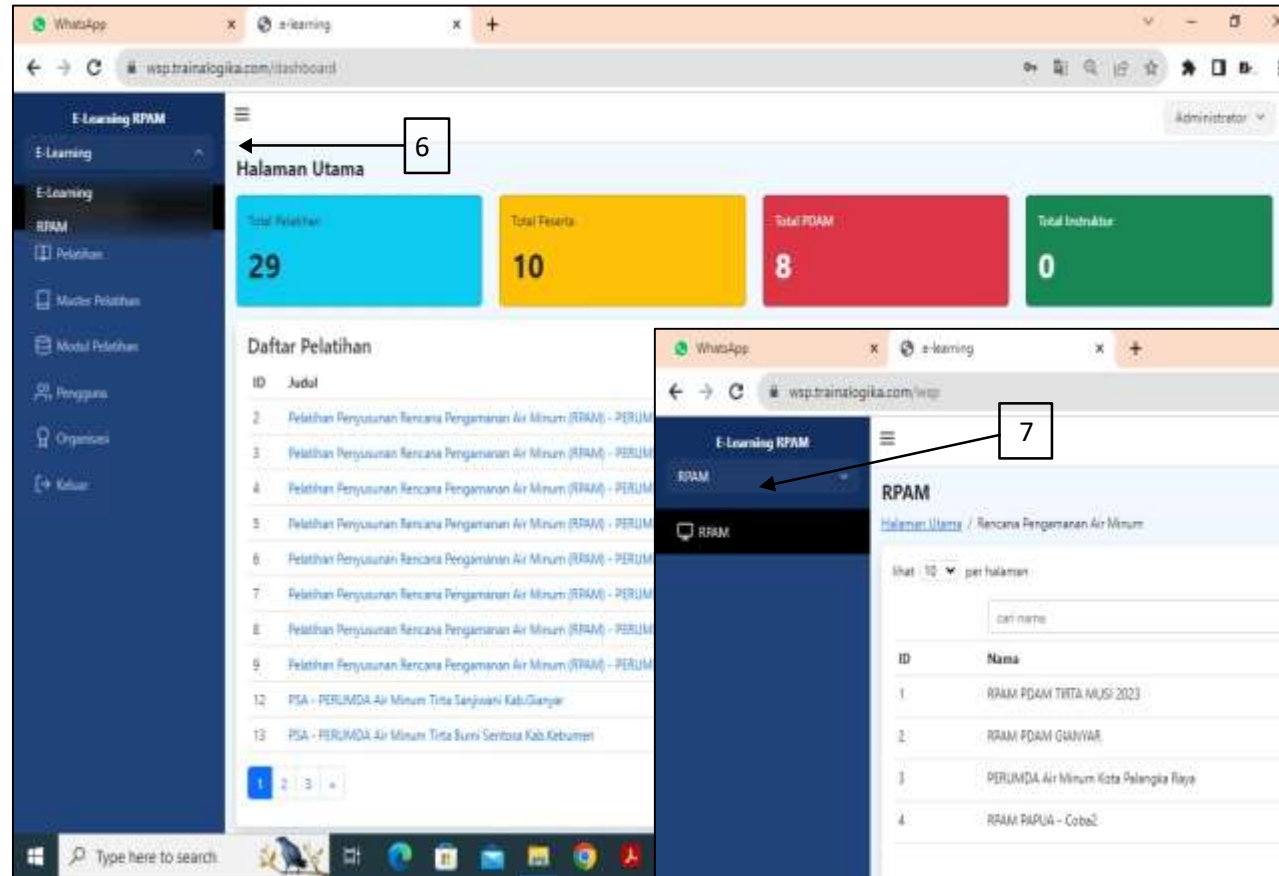 WhatsApp
e-learning
wsp.trainalogika.com/dashboard
E-Learning RPAM
Administrator
E-Learning
6
Halaman Utama
E-Learning
RPAM
Pelatihan
Master Pelatihan
Modul Pelatihan
Pengguna
Organisasi
Keluar
Total Pelatihan
29
Total Peserta
10
Total PDAM
8
Total Instruktur
0
Daftar Pelatihan
ID Judul
2 Pelatihan Penyusunan Rencana Pengamanan Air Minum (RPAM) - PERUM
3 Pelatihan Penyusunan Rencana Pengamanan Air Minum (RPAM) - PERUM
4 Pelatihan Penyusunan Rencana Pengamanan Air Minum (RPAM) - PERUM
5 Pelatihan Penyusunan Rencana Pengamanan Air Minum (RPAM) - PERUM
6 Pelatihan Penyusunan Rencana Pengamanan Air Minum (RPAM) - PERUM
7 Pelatihan Penyusunan Rencana Pengamanan Air Minum (RPAM) - PERUM
8 Pelatihan Penyusunan Rencana Pengamanan Air Minum (RPAM) - PERUM
9 Pelatihan Penyusunan Rencana Pengamanan Air Minum (RPAM) - PERUM
12 PSA - PERUMDA Air Minum Tirta Sanjiwani Kab.Gianyar
13 PSA - PERUMDA Air Minum Tirta Bumi Sentosa Kab.Kebumen
1 2 3 »
Type here to search
WhatsApp
e-learning
wsp.trainalogika.com/wsp
E-Learning RPAM
7
RPAM
RPAM
RPAM
Halaman Utama / Rencana Pengamanan Air Minum
lihat 10 per halaman
cari nama
ID Nama
1 RPAM PDAM TIRTA MUSI 2023
2 RPAM PDAM GIANYAR
3 PERUMDA Air Minum Kota Palangka Raya
4 RPAM PAPUA - Coba2